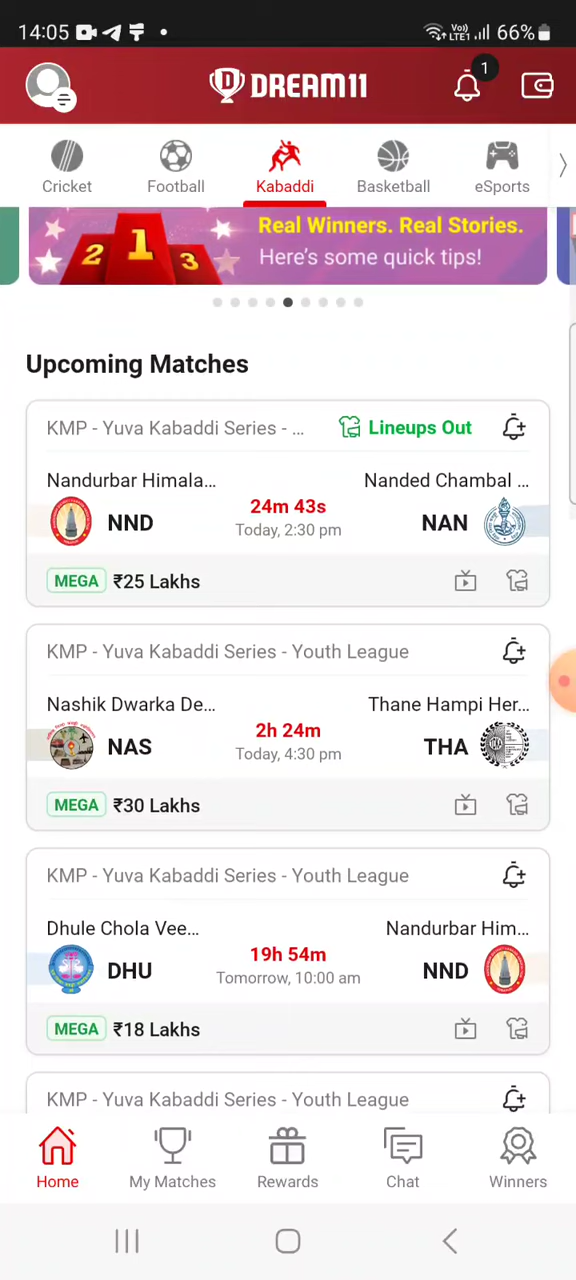 14:05 Vo)) LTE1 66%
DREAM11
1
Cricket Football Kabaddi Basketball eSports
2 1 3
Real Winners. Real Stories.
Here's some quick tips!
Upcoming Matches
KMP - Yuva Kabaddi Series - ... Lineups Out
Nandurbar Himala... Nanded Chambal ...
NND 24m 43s NAN
Today, 2:30 pm
MEGA ₹25 Lakhs
KMP - Yuva Kabaddi Series - Youth League
Nashik Dwarka De... Thane Hampi Her...
NAS 2h 24m THA
Today, 4:30 pm
MEGA ₹30 Lakhs
KMP - Yuva Kabaddi Series - Youth League
Dhule Chola Vee... Nandurbar Him...
DHU 19h 54m NND
Tomorrow, 10:00 am
MEGA ₹18 Lakhs
KMP - Yuva Kabaddi Series - Youth League
Home My Matches Rewards Chat Winners